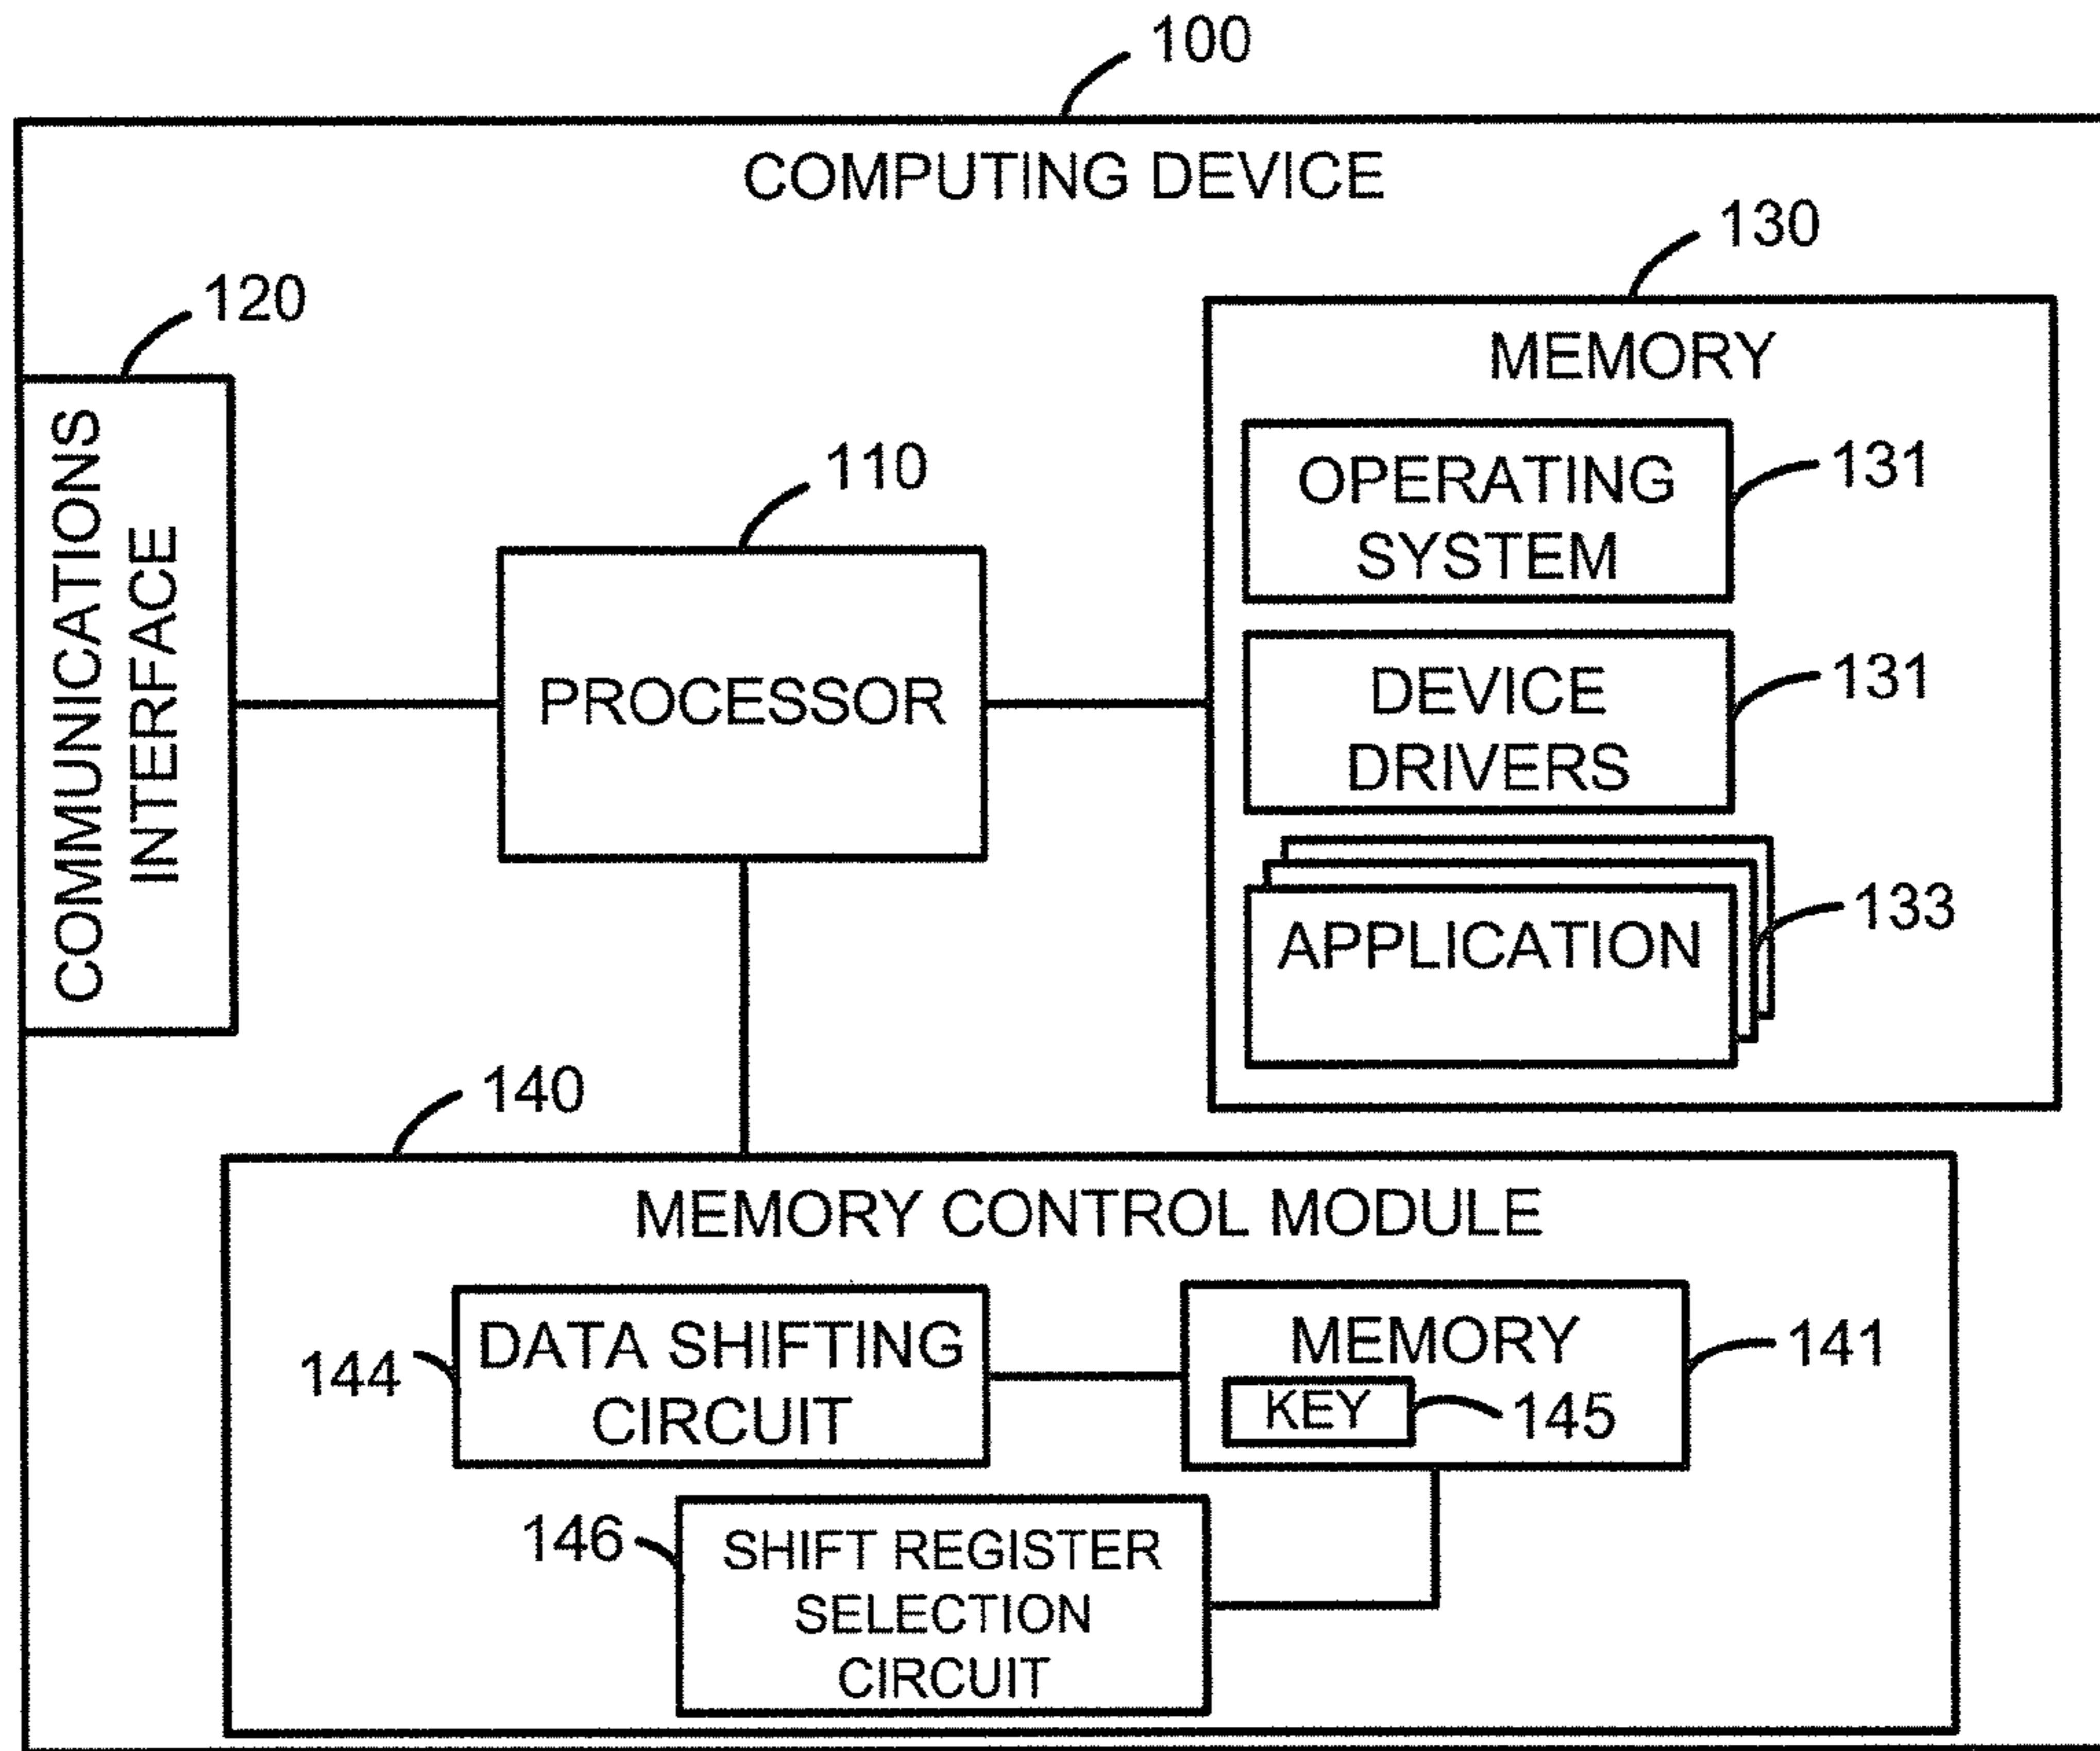 100
COMPUTING DEVICE
130
120
MEMORY
COMMUNICATIONS
INTERFACE
110
OPERATING
SYSTEM
131
PROCESSOR
DEVICE
DRIVERS
131
APPLICATION
133
140
MEMORY CONTROL MODULE
DATA SHIFTING
CIRCUIT
144
MEMORY
141
KEY
145
146
SHIFT REGISTER
SELECTION
CIRCUIT